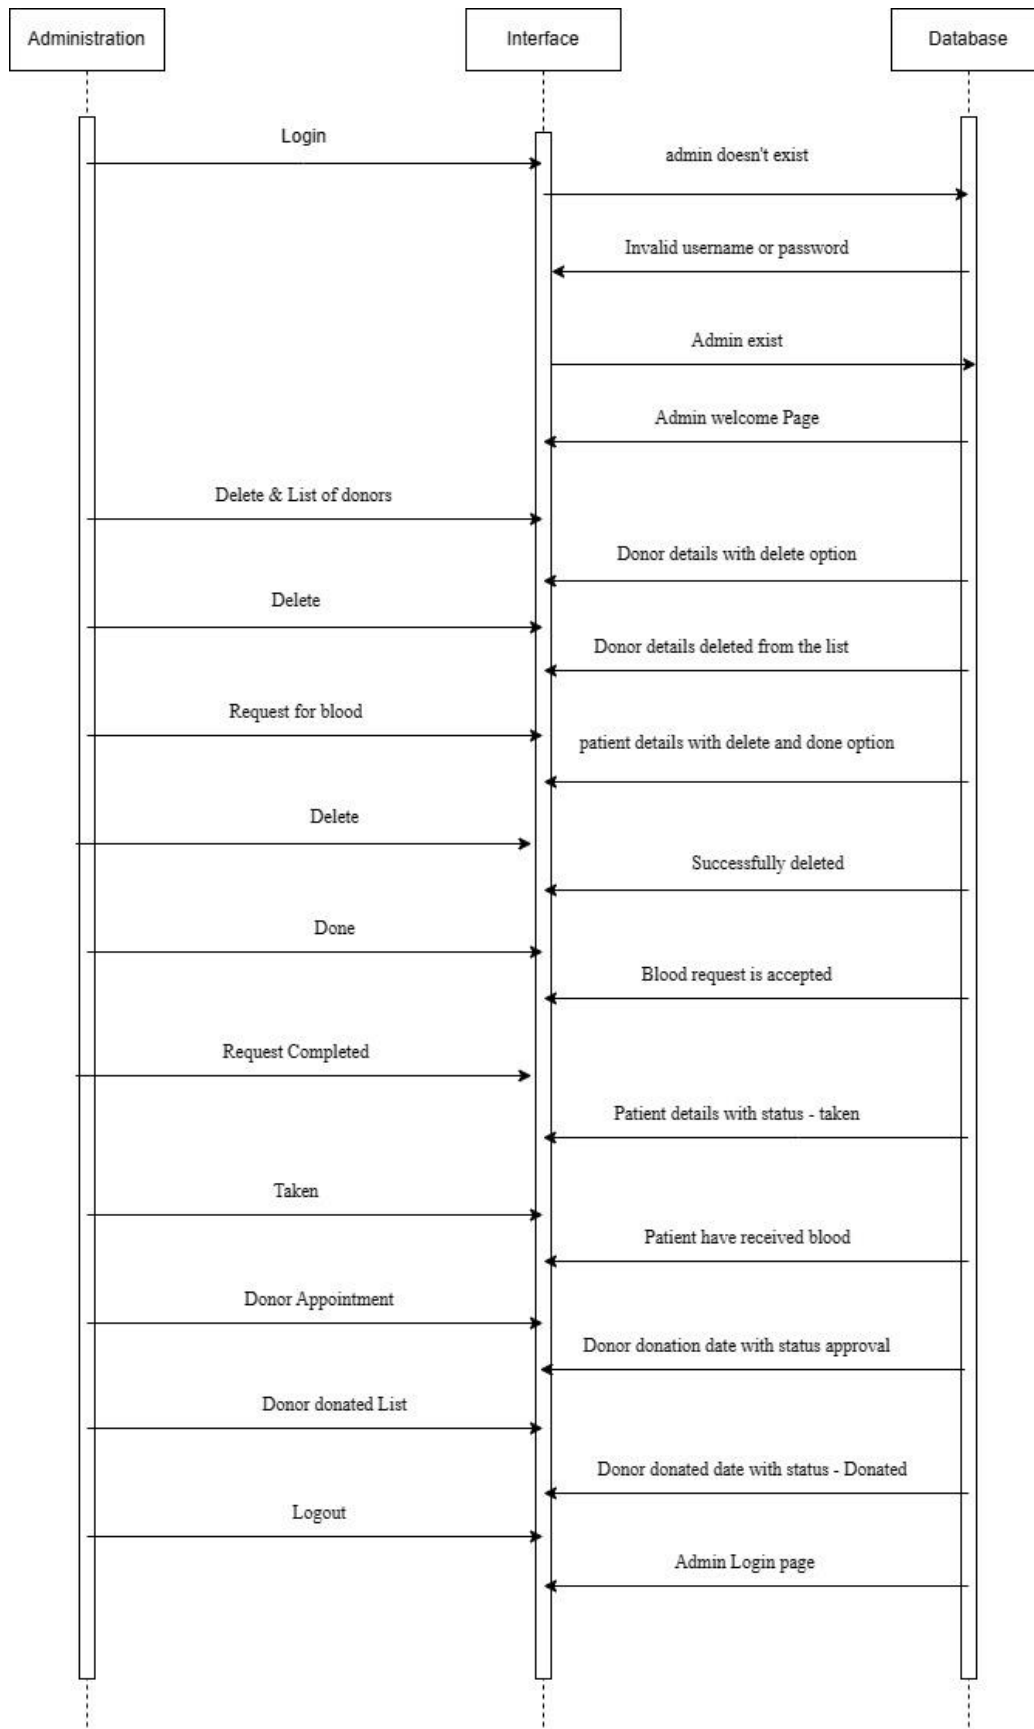 Administration
Interface
Database
Login
admin doesn't exist
Invalid username or password
Admin exist
Admin welcome Page
Delete & List of donors
Donor details with delete option
Delete
Donor details deleted from the list
Request for blood
patient details with delete and done option
Delete
Successfully deleted
Done
Blood request is accepted
Request Completed
Patient details with status - taken
Taken
Patient have received blood
Donor Appointment
Donor donation date with status approval
Donor donated List
Donor donated date with status - Donated
Logout
Admin Login page